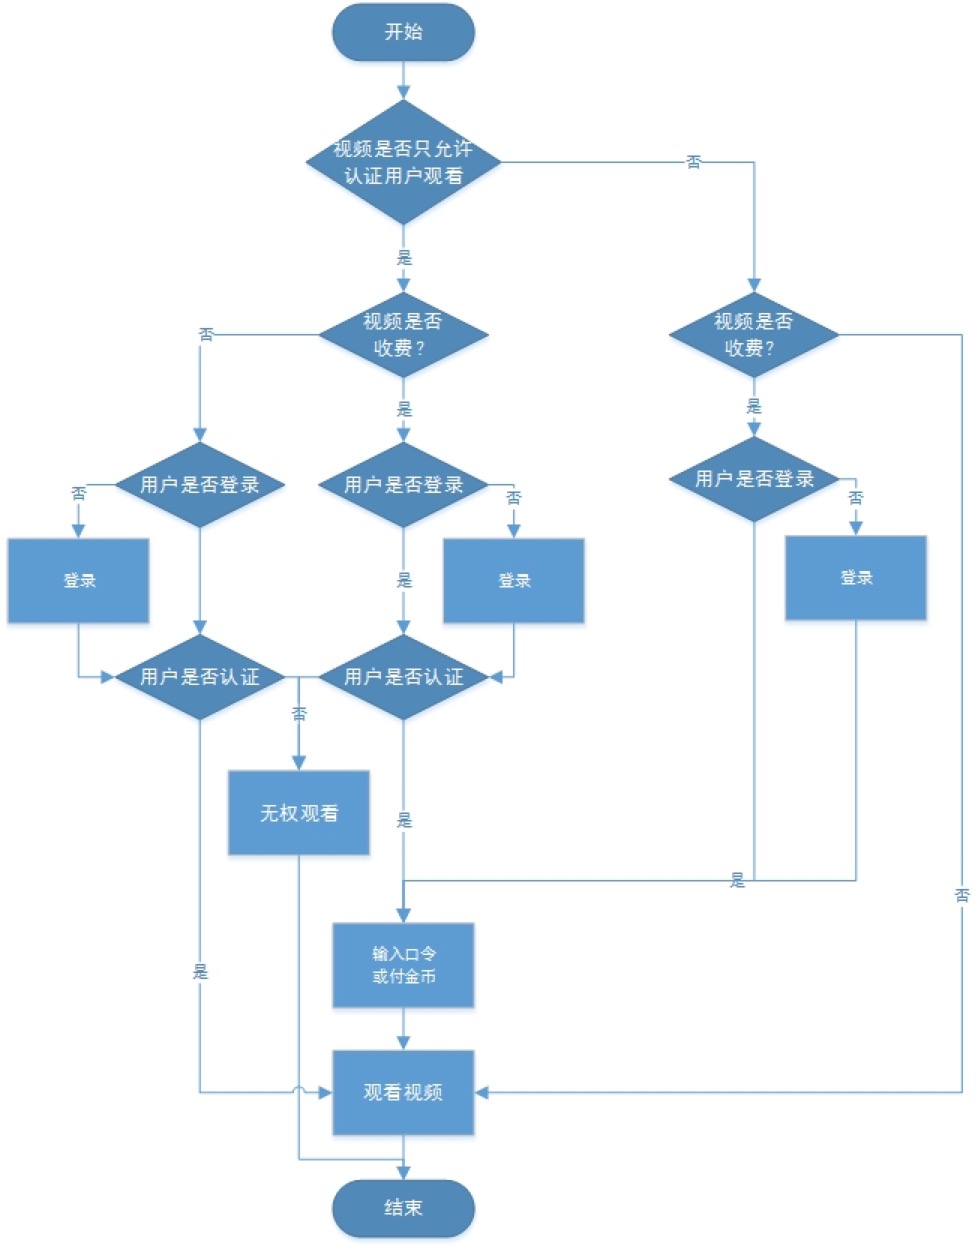 开始
视频是否只允许
认证用户观看
否
是
视频是否
收费?
视频是否
收费?
否
是
是
用户是否登录
用户是否登录
用户是否登录
否
否
否
登录
是
登录
登录
用户是否认证
用户是否认证
否
无权观看
是
是
否
输入口令
或付金币
是
观看视频
结束